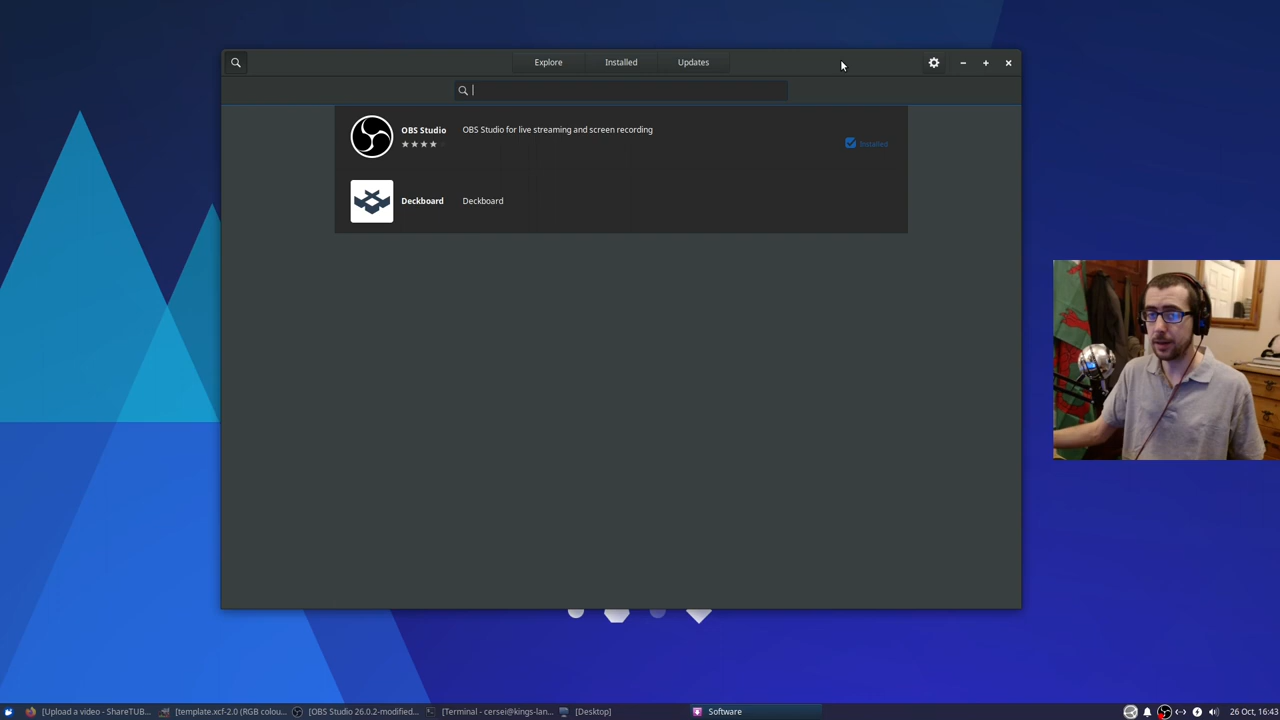 Explore Installed Updates
OBS Studio OBS Studio for live streaming and screen recording
Installed
Deckboard Deckboard
[Upload a video - ShareTUB... [template.xcf-2.0 (RGB colou... [OBS Studio 26.0.2-modified... [Terminal - cersei@kings-lan... [Desktop] Software 26 Oct, 16:43